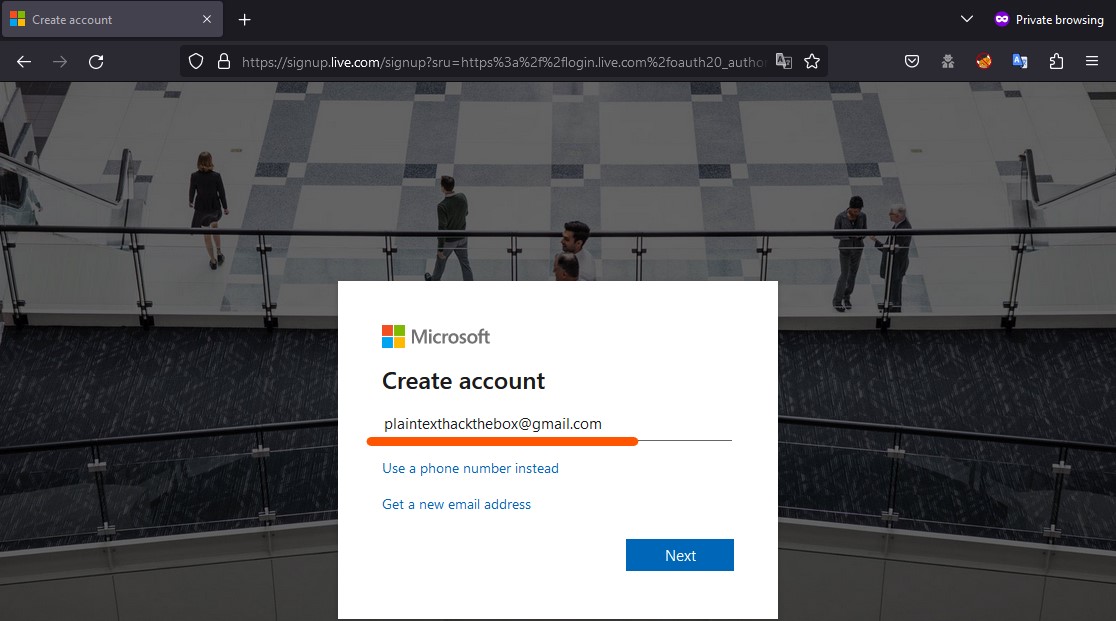 Create account
Private browsing
https://signup.live.com/signup?sru=https%3a%2f%2flogin.live.com%2foauth20_autho
Microsoft
Create account
plaintexthackthebox@gmail.com
Use a phone number instead
Get a new email address
Next